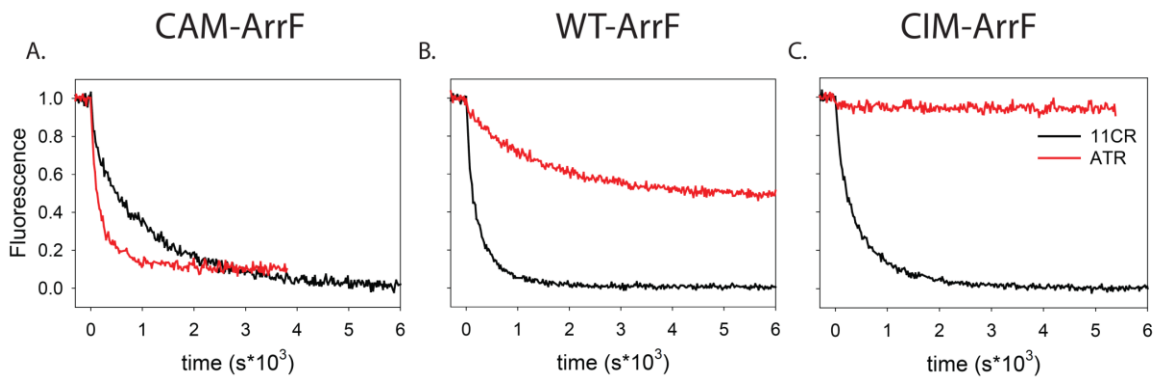 CAM-ArrF WT-ArrF CIM-ArrF
A. B. C.
Fluorescence
1.0
0.8
0.6
0.4
0.2
0.0
11CR
ATR
0 1 2 3 4 5 6 0 1 2 3 4 5 6 0 1 2 3 4 5 6
time (s*10³) time (s*10³) time (s*10³)